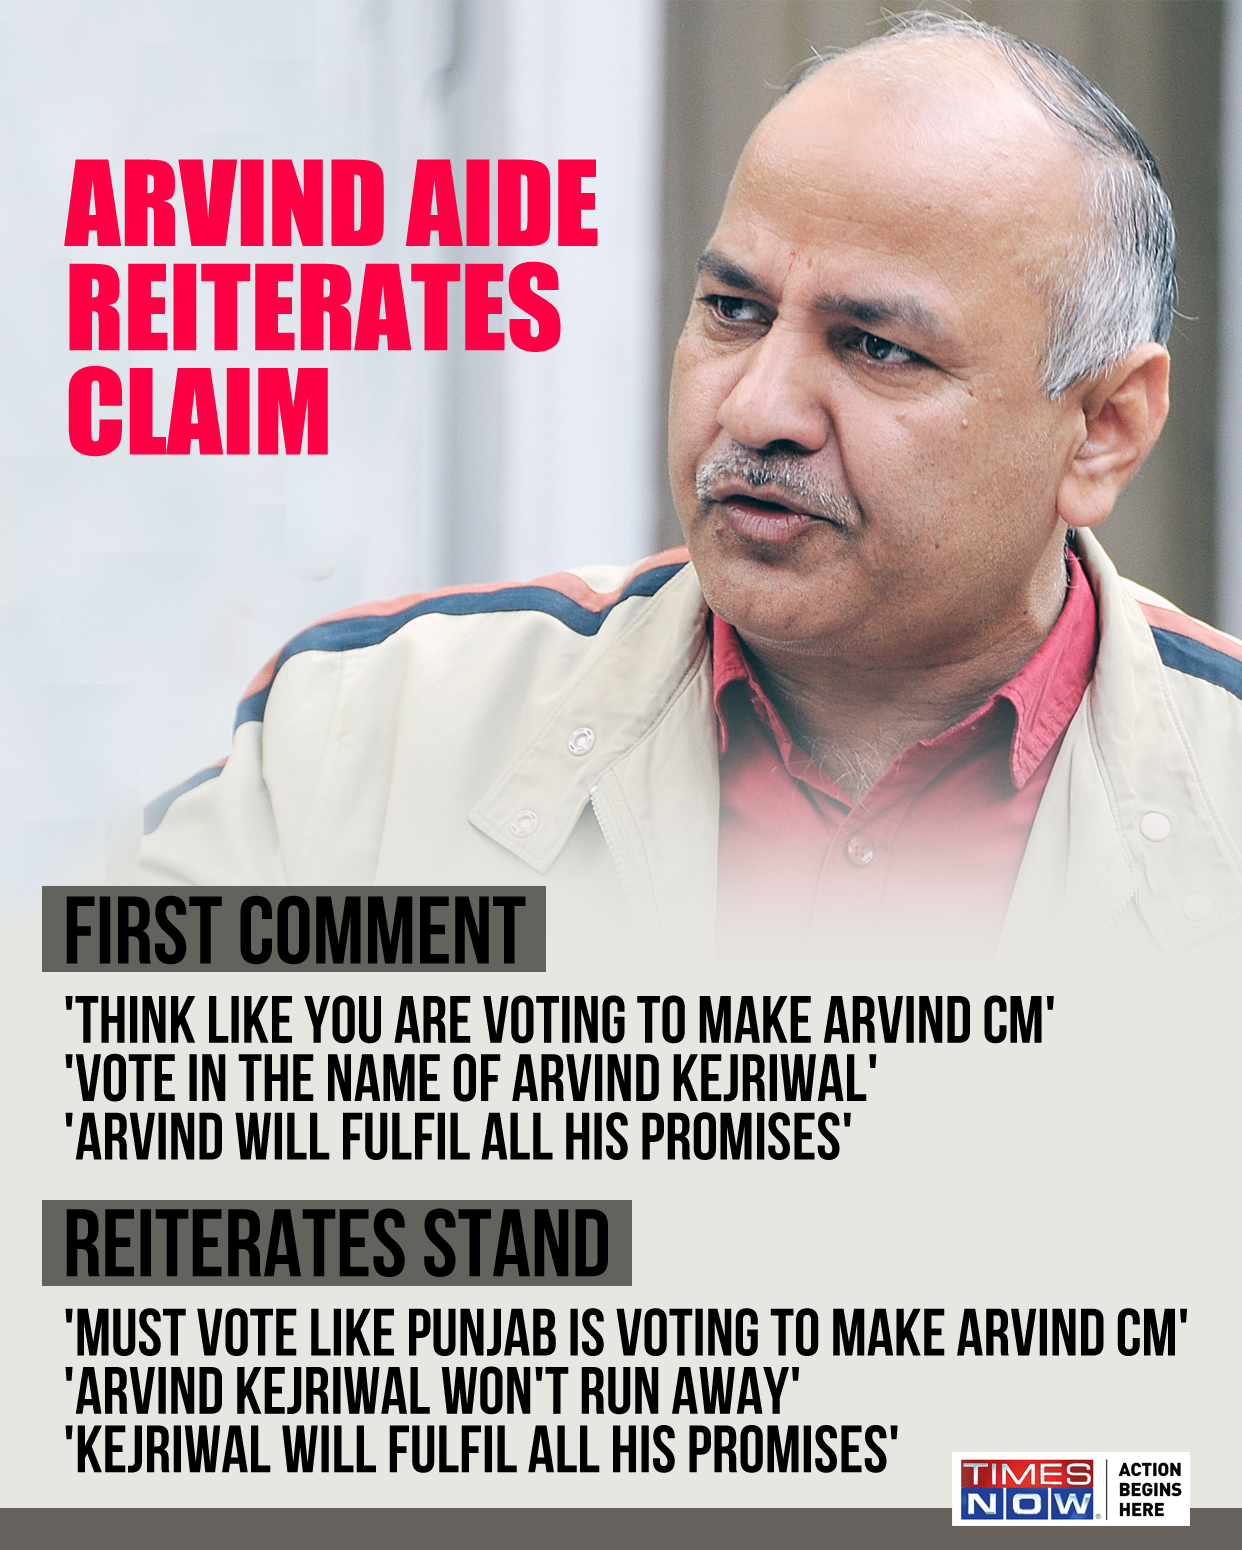 ARVIND AIDE
REITERATES
CLAIM
FIRST COMMENT
'THINK LIKE YOU ARE VOTING TO MAKE ARVIND CM'
'VOTE IN THE NAME OF ARVIND KEJRIWAL'
'ARVIND WILL FULFIL ALL HIS PROMISES'
REITERATES STAND
'MUST VOTE LIKE PUNJAB IS VOTING TO MAKE ARVIND CM'
'ARVIND KEJRIWAL WON'T RUN AWAY'
'KEJRIWAL WILL FULFIL ALL HIS PROMISES'
TIMES
NOW®
ACTION
BEGINS
HERE